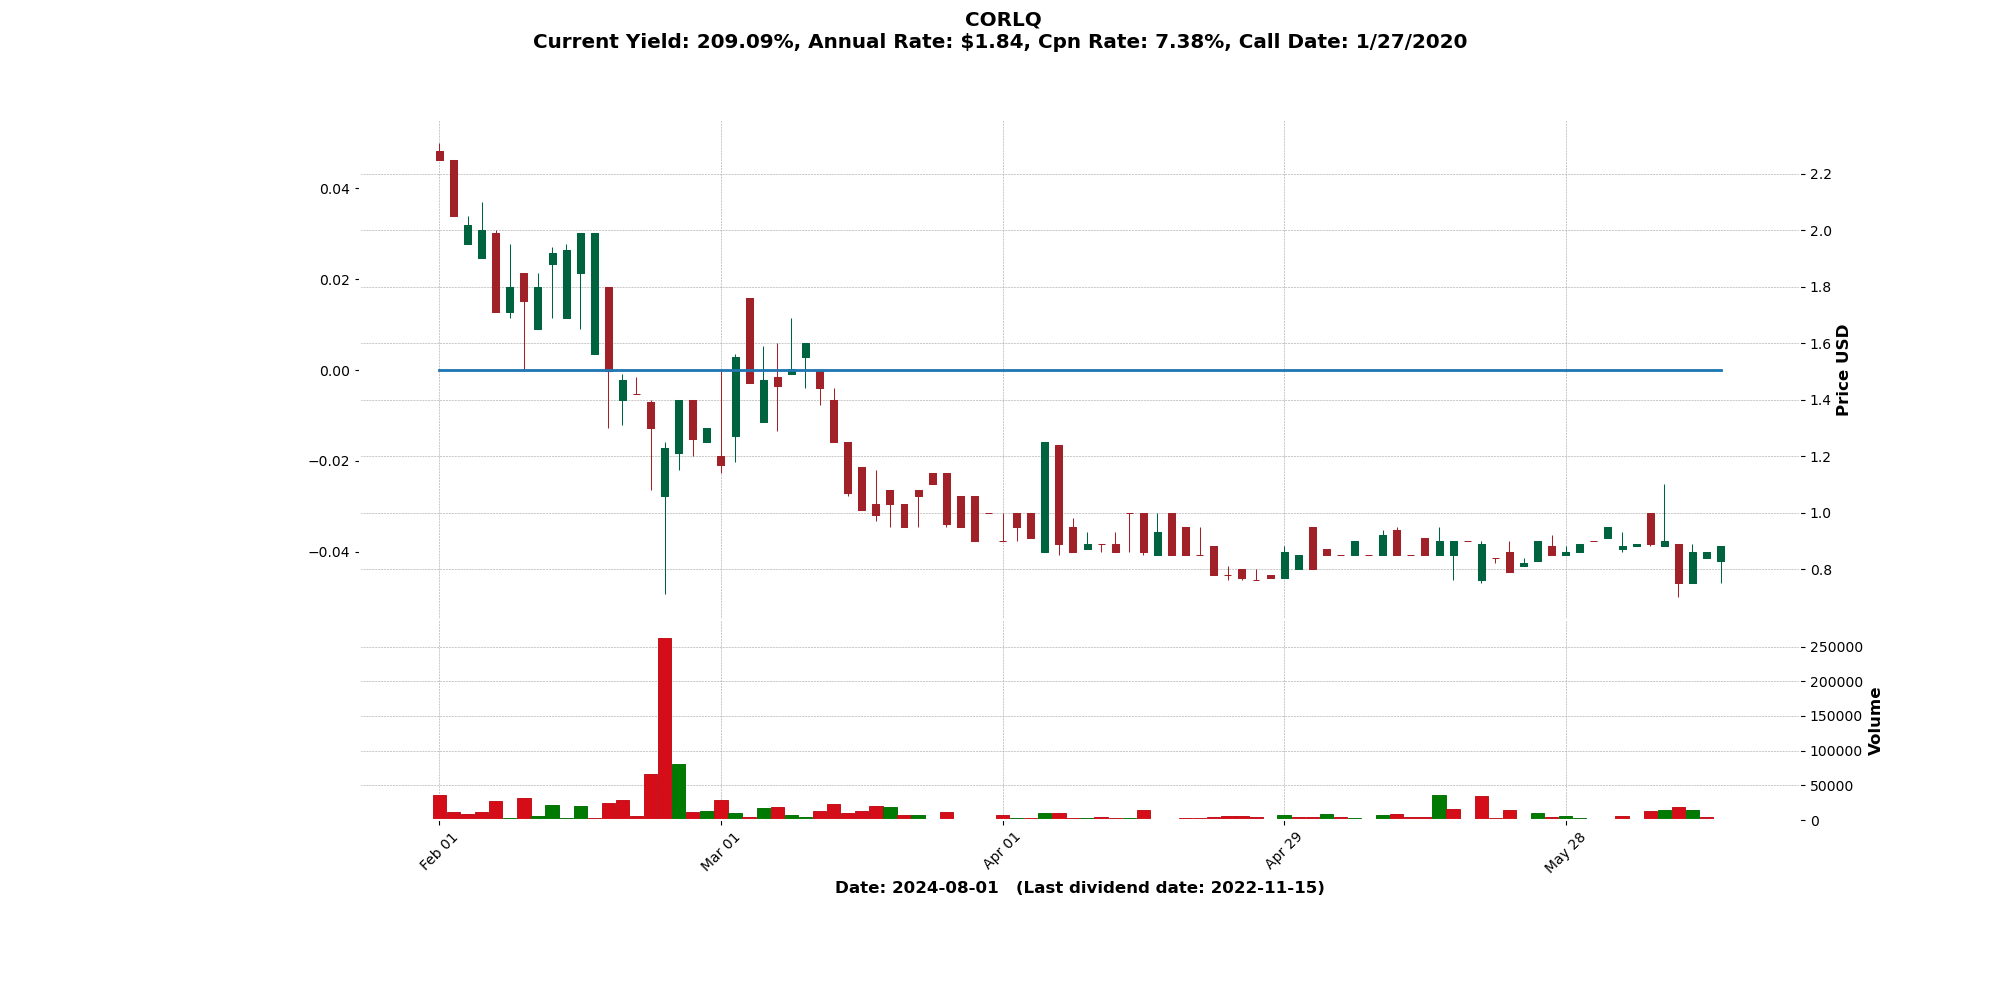 CORLQ
Current Yield: 209.09%, Annual Rate: $1.84, Cpn Rate: 7.38%, Call Date: 1/27/2020
0.04
0.02
0.00
−0.02
−0.04
2.2
2.0
1.8
1.6
1.4
1.2
1.0
0.8
Price USD
250000
200000
150000
100000
50000
0
Volume
Feb 01
Mar 01
Apr 01
Apr 29
May 28
Date: 2024-08-01 (Last dividend date: 2022-11-15)